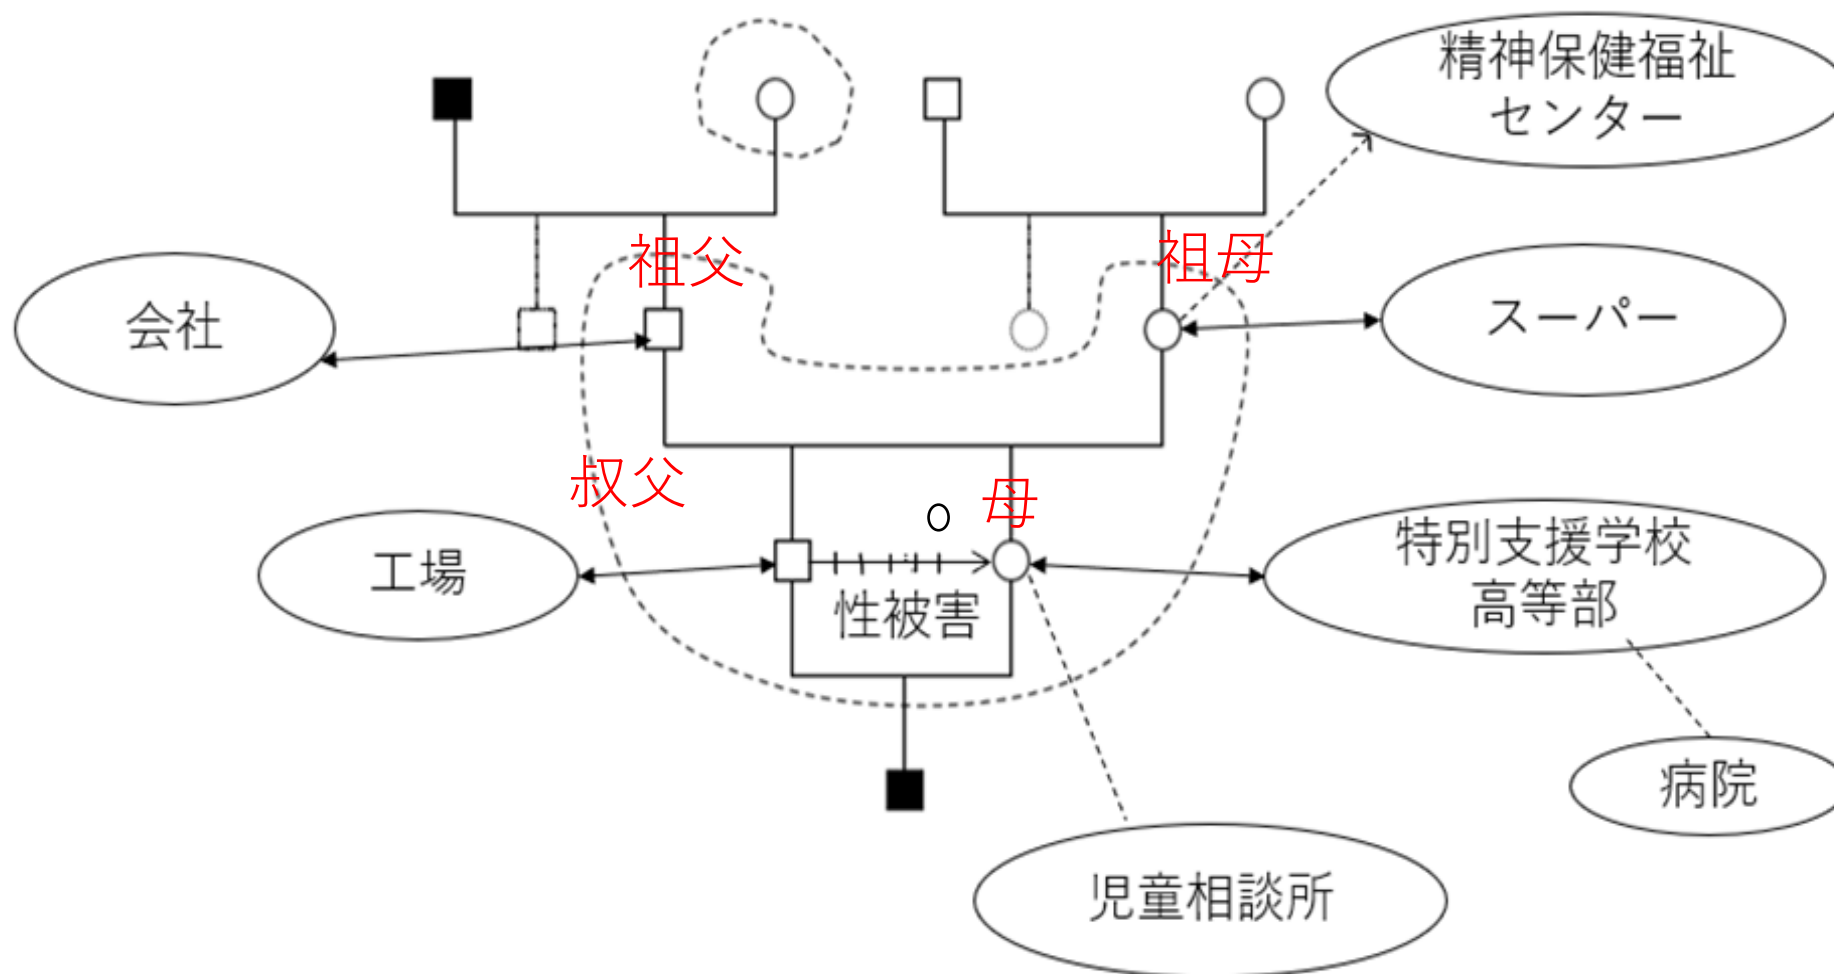 精神保健福祉
センター
祖父
祖母
会社
スーパー
叔父
母
工場
特別支援学校
高等部
性被害
病院
児童相談所